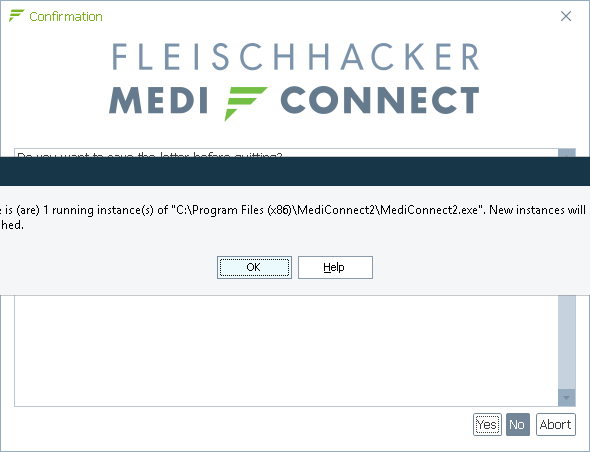 Confirmation
FLEISCHHACKER
MEDI CONNECT
Do you want to save the letter before quitting?
is (are) 1 running instance(s) of "C:\Program Files (x86)\MediConnect2\MediConnect2.exe". New instances will
hed.
OK
Help
Yes
No
Abort